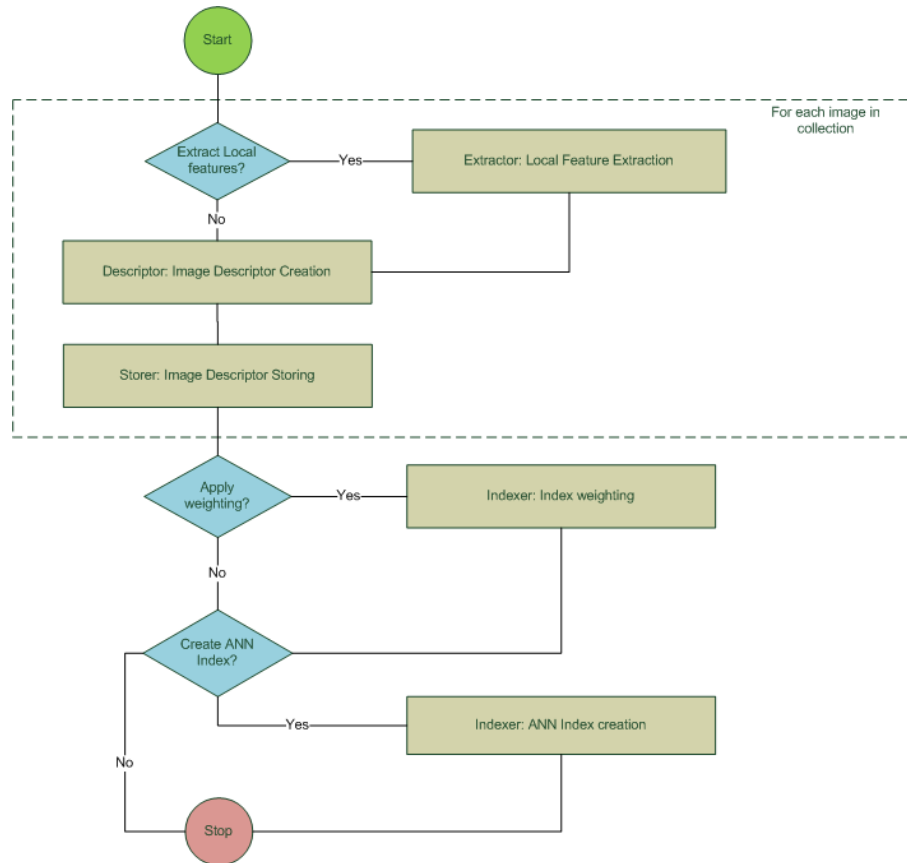 Start
For each image in
collection
Extract Local
features?
Yes
Extractor: Local Feature Extraction
No
Descriptor: Image Descriptor Creation
Storer: Image Descriptor Storing
Apply
weighting?
Yes
Indexer: Index weighting
No
Create ANN
Index?
Yes
Indexer: ANN Index creation
No
Stop